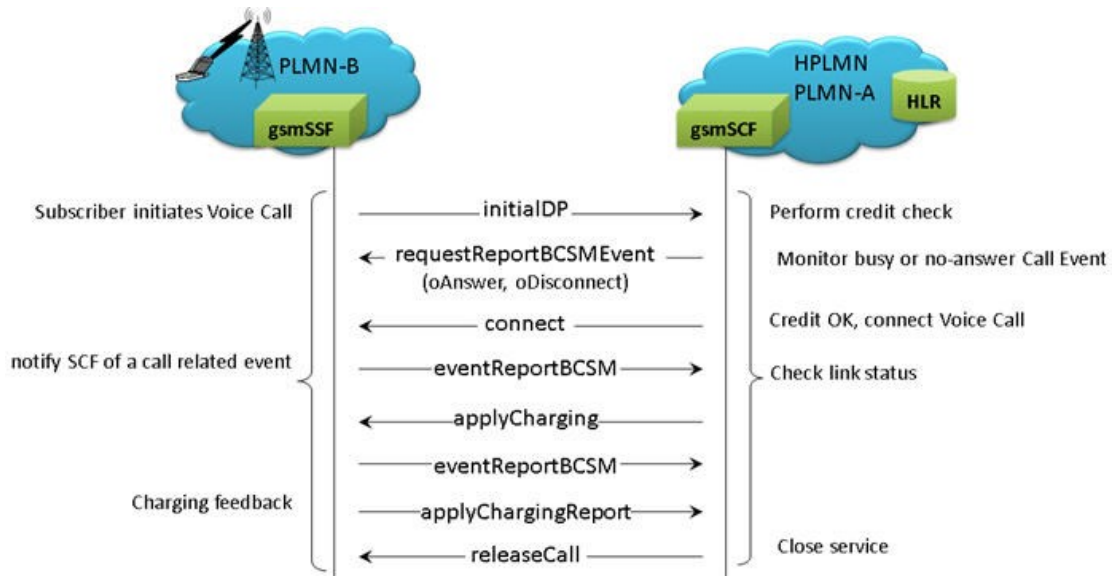 PLMN-B
gsmSSF
HPLMN
PLMN-A
HLR
gsmSCF
Subscriber initiates Voice Call
initialDP
Perform credit check
requestReportBCSMEvent
(oAnswer, oDisconnect)
Monitor busy or no-answer Call Event
connect
Credit OK, connect Voice Call
notify SCF of a call related event
eventReportBCSM
Check link status
applyCharging
eventReportBCSM
Charging feedback
applyChargingReport
releaseCall
Close service